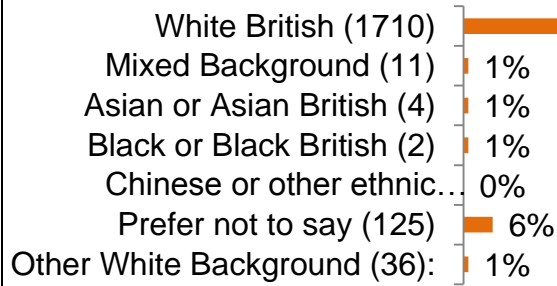 White British (1710)
Mixed Background (11) 1%
Asian or Asian British (4) 1%
Black or Black British (2) 1%
Chinese or other ethnic… 0%
Prefer not to say (125) 6%
Other White Background (36): 1%